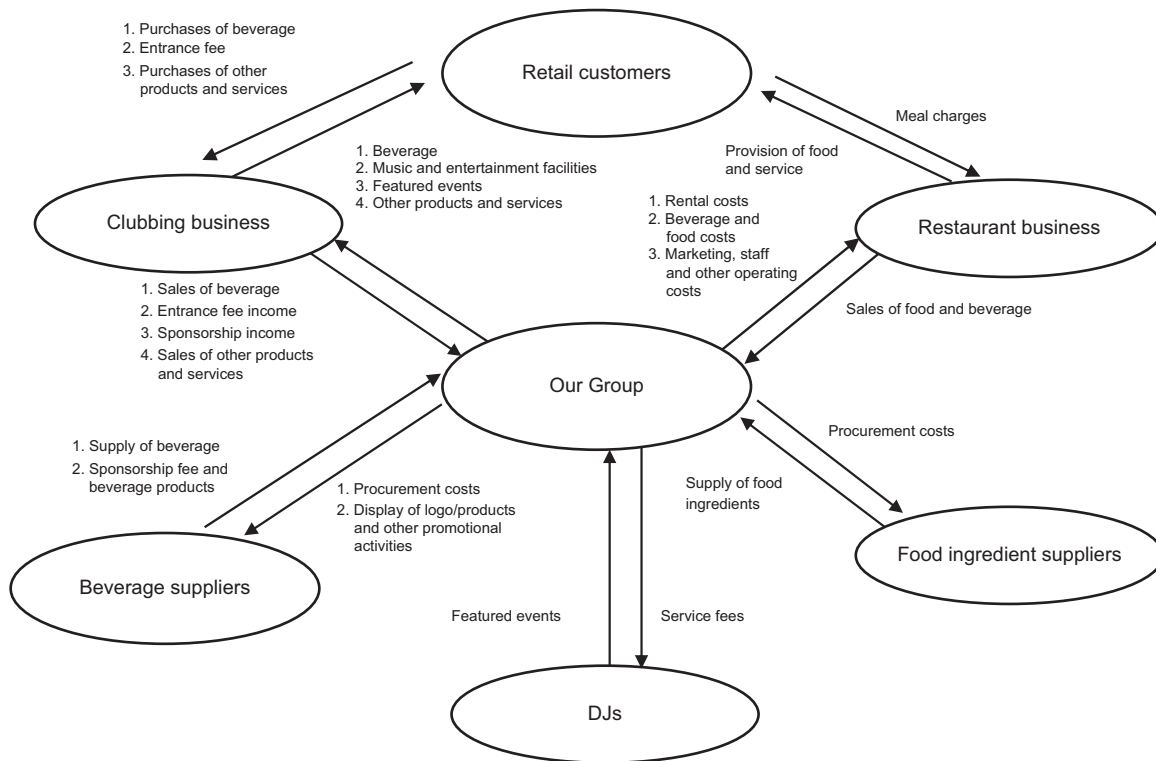 1. Purchases of beverage
2. Entrance fee
3. Purchases of other
products and services
Retail customers
Meal charges
Provision of food
and service
1. Beverage
2. Music and entertainment facilities
3. Featured events
4. Other products and services
Clubbing business
1. Rental costs
2. Beverage and
food costs
3. Marketing, staff
and other operating
costs
Restaurant business
1. Sales of beverage
2. Entrance fee income
3. Sponsorship income
4. Sales of other products
and services
Sales of food and beverage
Our Group
1. Supply of beverage
2. Sponsorship fee and
beverage products
Procurement costs
1. Procurement costs
2. Display of logo/products
and other promotional
activities
Supply of food
ingredients
Beverage suppliers
Food ingredient suppliers
Featured events
Service fees
DJs